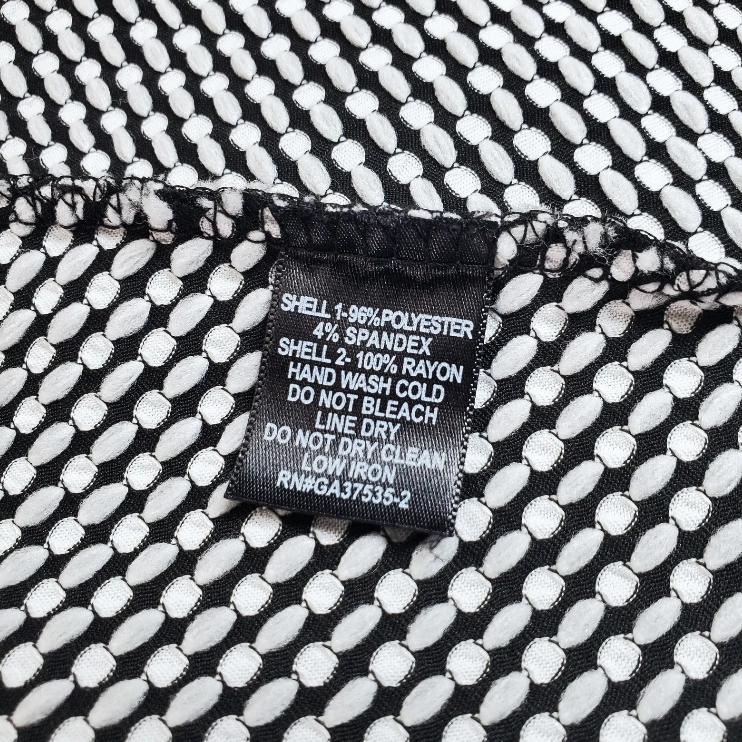 SHELL 1-96%POLYESTER
4% SPANDEX
SHELL 2- 100% RAYON
HAND WASH COLD
DO NOT BLEACH
LINE DRY
DO NOT DRY CLEAN
LOW IRON
RN#GA37535-2